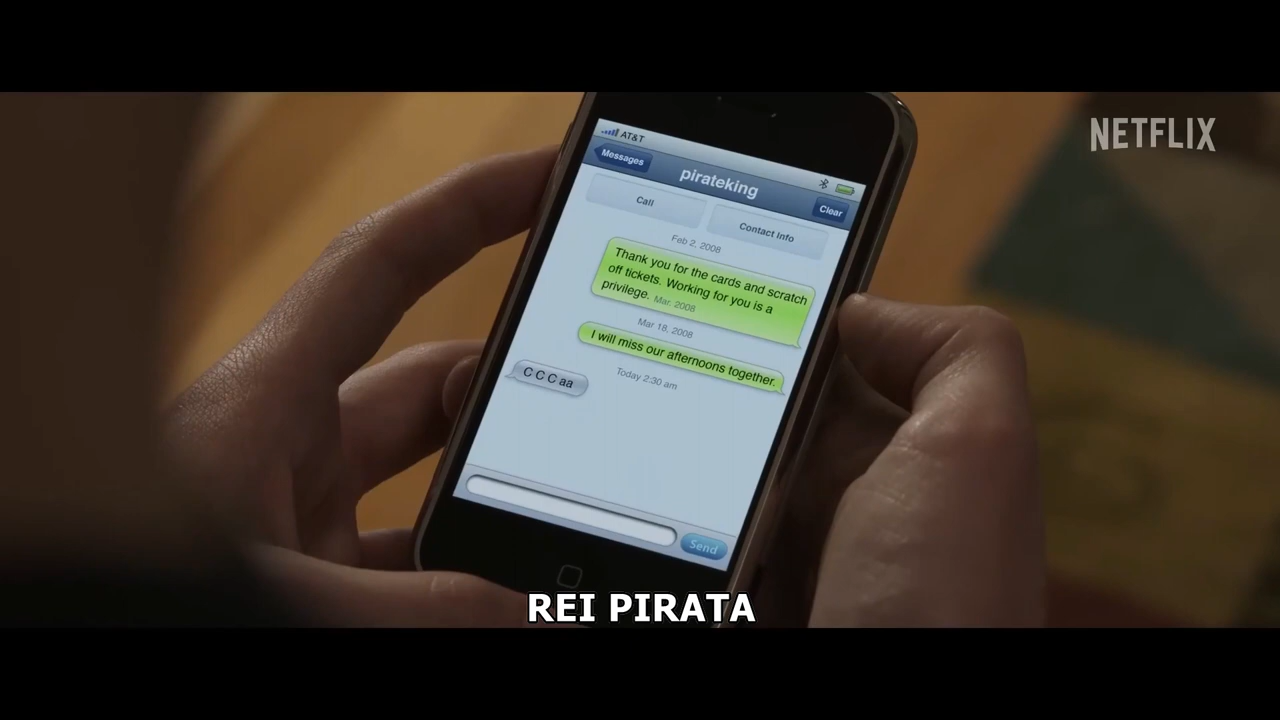 NETFLIX
AT&T
Messages
pirateking
Clear
Call
Contact Info
Feb 2, 2008
Thank you for the cards and scratch
off tickets. Working for you is a
privilege. Mar. 2008
Mar 18, 2008
I will miss our afternoons together.
Today 2:30 am
C C C aa
Send
REI PIRATA